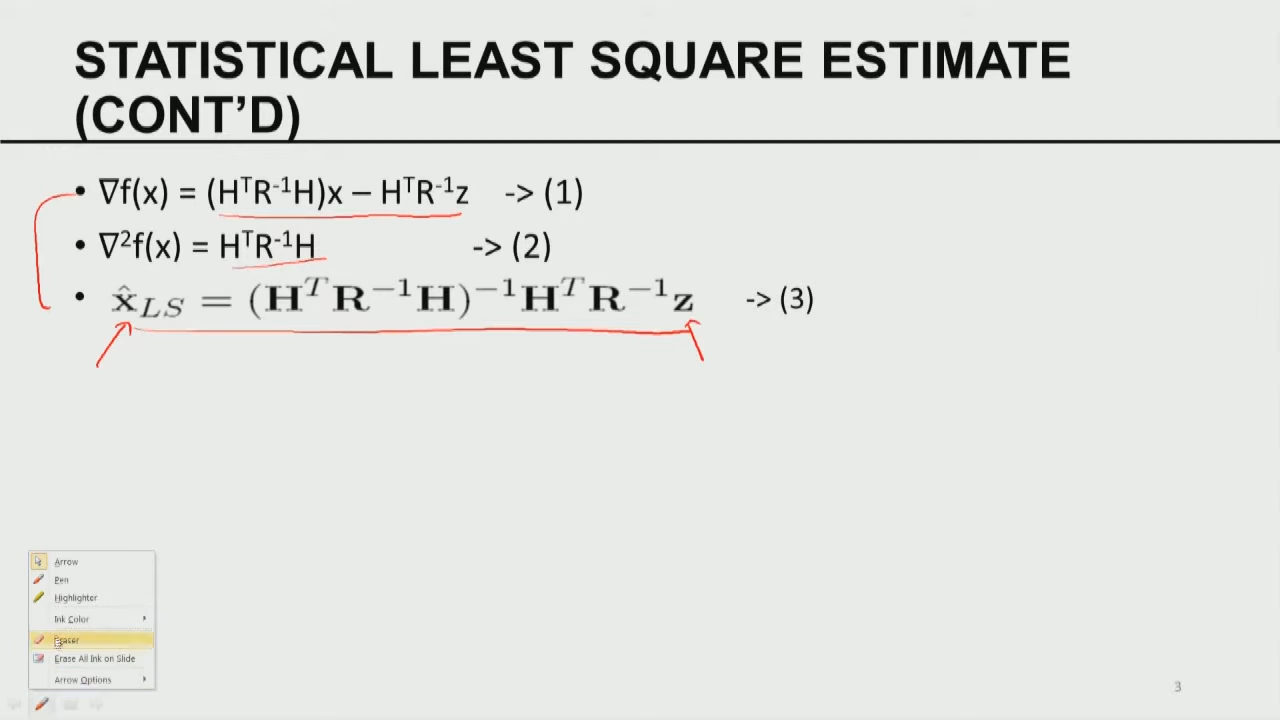 STATISTICAL LEAST SQUARE ESTIMATE
(CONT’D)
• ∇f(x) = (HᵀR⁻¹H)x – HᵀR⁻¹z -> (1)
• ∇²f(x) = HᵀR⁻¹H -> (2)
• x̂_LS = (HᵀR⁻¹H)⁻¹HᵀR⁻¹z -> (3)
Arrow
Pen
Highlighter
Ink Color
Eraser
Erase All Ink on Slide
Arrow Options
3